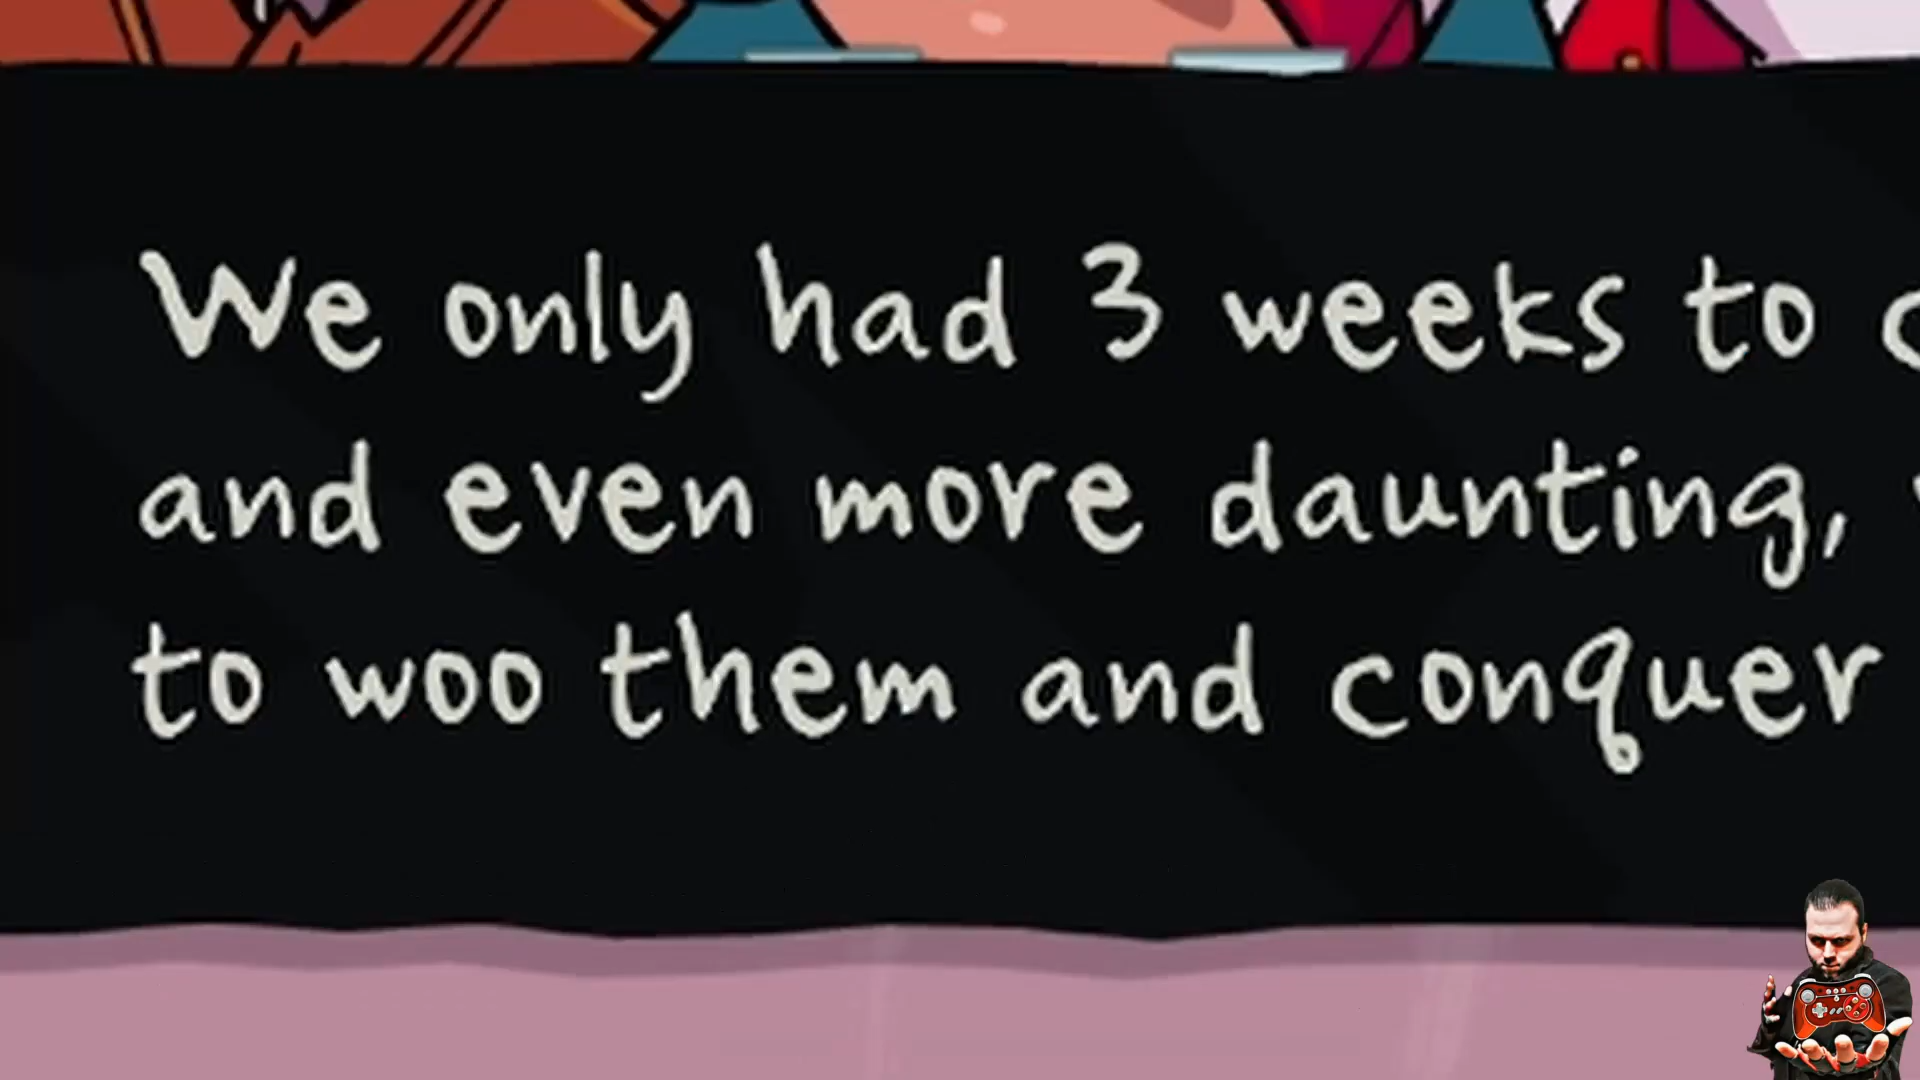 We only had 3 weeks to
and even more daunting,
to woo them and conquer